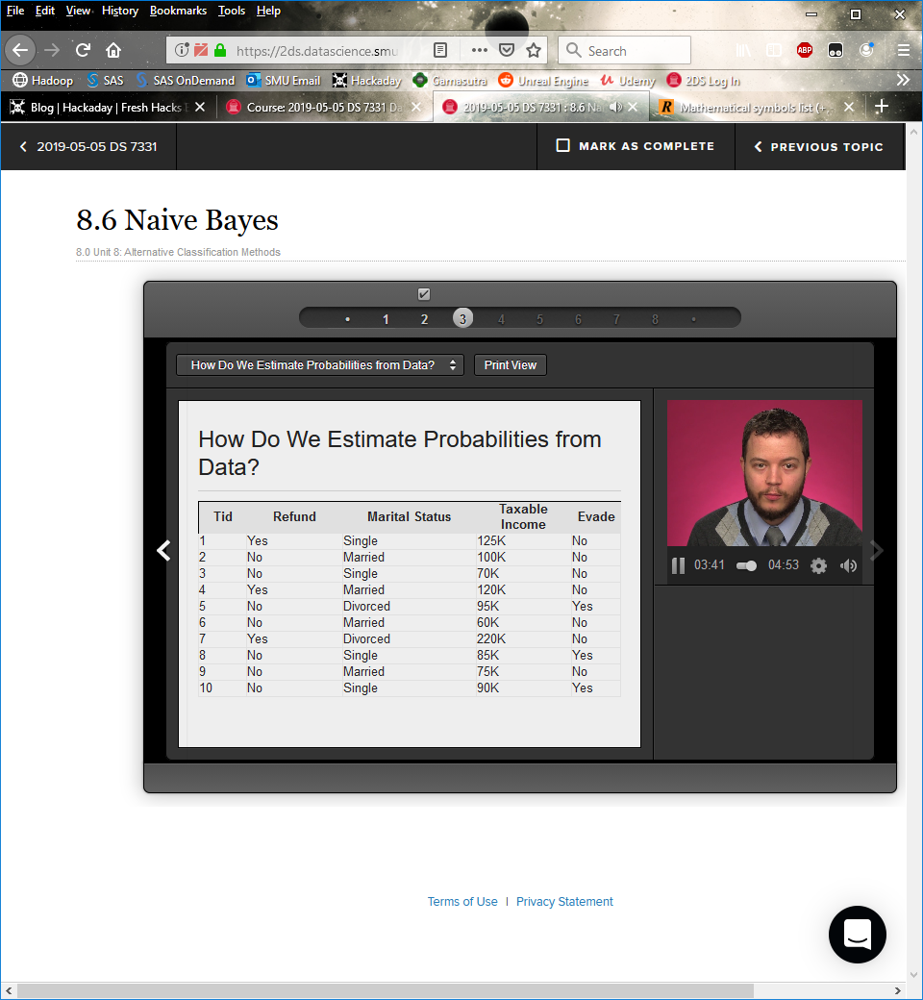 File Edit View History Bookmarks Tools Help
https://2ds.datascience.smu
Search
ABP
Hadoop SAS SAS OnDemand SMU Email Hackaday Gamasutra Unreal Engine Udemy 2DS Log In
Blog | Hackaday | Fresh Hacks Course: 2019-05-05 DS 7331 Da 2019-05-05 DS 7331 : 8.6 Nai R Mathematical symbols list (+
2019-05-05 DS 7331 MARK AS COMPLETE PREVIOUS TOPIC
8.6 Naive Bayes
8.0 Unit 8: Alternative Classification Methods
1 2 3 4 5 6 7 8
How Do We Estimate Probabilities from Data? Print View
How Do We Estimate Probabilities from
Data?
Tid Refund Marital Status Taxable Income Evade
1 Yes Single 125K No
2 No Married 100K No
3 No Single 70K No
4 Yes Married 120K No
5 No Divorced 95K Yes
6 No Married 60K No
7 Yes Divorced 220K No
8 No Single 85K Yes
9 No Married 75K No
10 No Single 90K Yes
03:41 04:53
Terms of Use | Privacy Statement